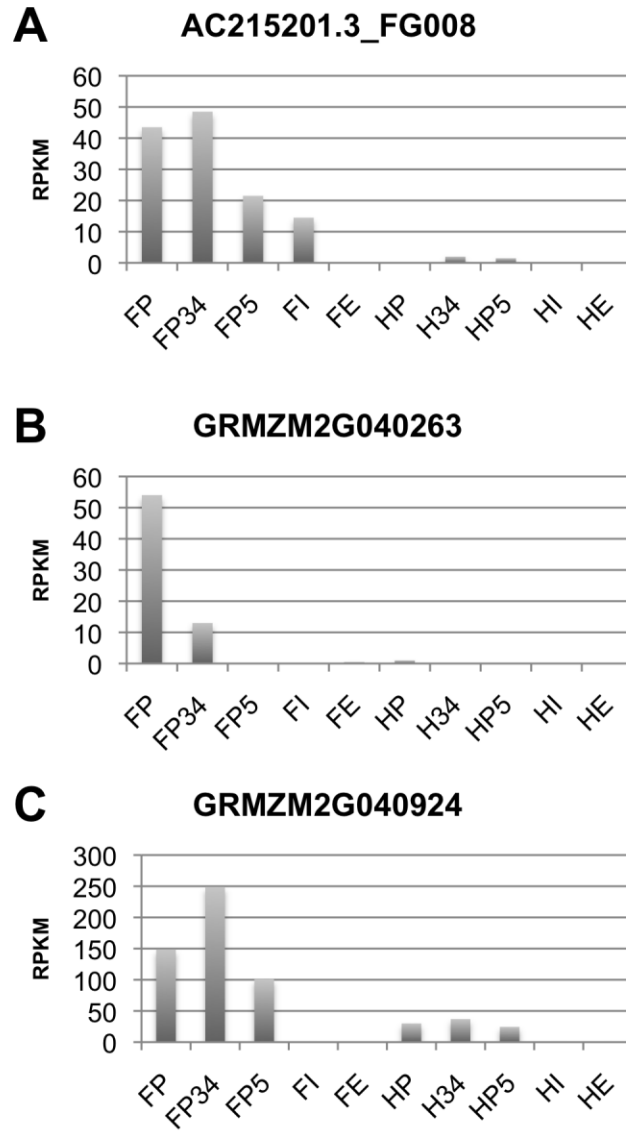 A AC215201.3_FG008
60
50
40
30
20
10
0
RPKM
FP FP34 FP5 FI FE HP H34 HP5 HI HE
B GRMZM2G040263
60
50
40
30
20
10
0
RPKM
FP FP34 FP5 FI FE HP H34 HP5 HI HE
C GRMZM2G040924
300
250
200
150
100
50
0
RPKM
FP FP34 FP5 FI FE HP H34 HP5 HI HE